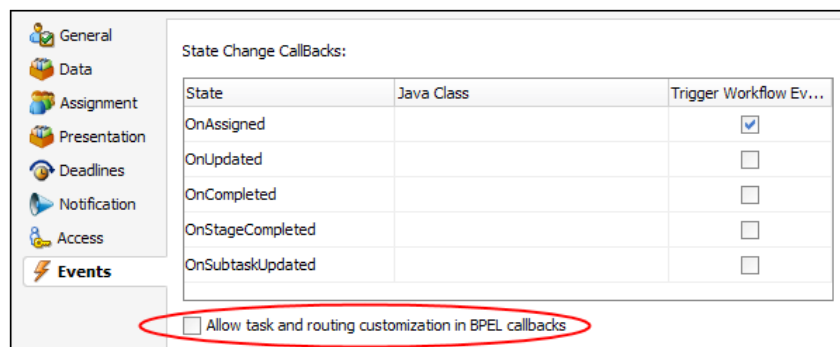 General
Data
Assignment
Presentation
Deadlines
Notification
Access
Events
State Change CallBacks:
State Java Class Trigger Workflow Ev...
OnAssigned
OnUpdated
OnCompleted
OnStageCompleted
OnSubtaskUpdated
Allow task and routing customization in BPEL callbacks